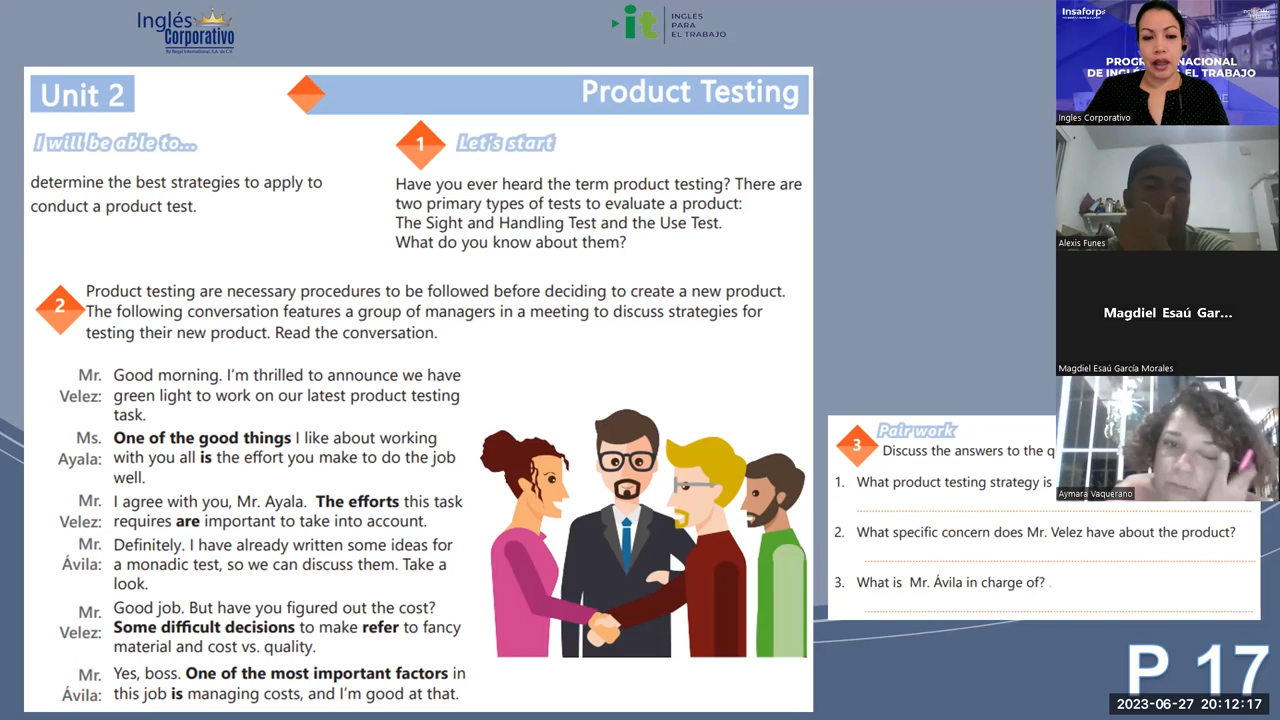 Inglés
Corporativo
By Regal International, S.A. de C.V.
it
INGLÉS
PARA
EL TRABAJO
Unit 2
Product Testing
I will be able to...
determine the best strategies to apply to
conduct a product test.
1
Let's start
Have you ever heard the term product testing? There are
two primary types of tests to evaluate a product:
The Sight and Handling Test and the Use Test.
What do you know about them?
2
Product testing are necessary procedures to be followed before deciding to create a new product.
The following conversation features a group of managers in a meeting to discuss strategies for
testing their new product. Read the conversation.
Mr. Good morning. I'm thrilled to announce we have
Velez: green light to work on our latest product testing
task.
Ms. One of the good things I like about working
Ayala: with you all is the effort you make to do the job
well.
Mr. I agree with you, Mr. Ayala. The efforts this task
Velez: requires are important to take into account.
Mr. Definitely. I have already written some ideas for
Ávila: a monadic test, so we can discuss them. Take a
look.
Mr. Good job. But have you figured out the cost?
Velez: Some difficult decisions to make refer to fancy
material and cost vs. quality.
Mr. Yes, boss. One of the most important factors in
Ávila: this job is managing costs, and I'm good at that.
3
Pair work
Discuss the answers to the q
1. What product testing strategy is
2. What specific concern does Mr. Velez have about the product?
3. What is Mr. Ávila in charge of?
P 17
Insaforp
PROGR NACIONAL
DE INGL EL TRABAJO
Ingles Corporativo
Alexis Funes
Magdiel Esaú Gar...
Magdiel Esaú García Morales
Aymara Vaquerano
2023-06-27 20:12:17